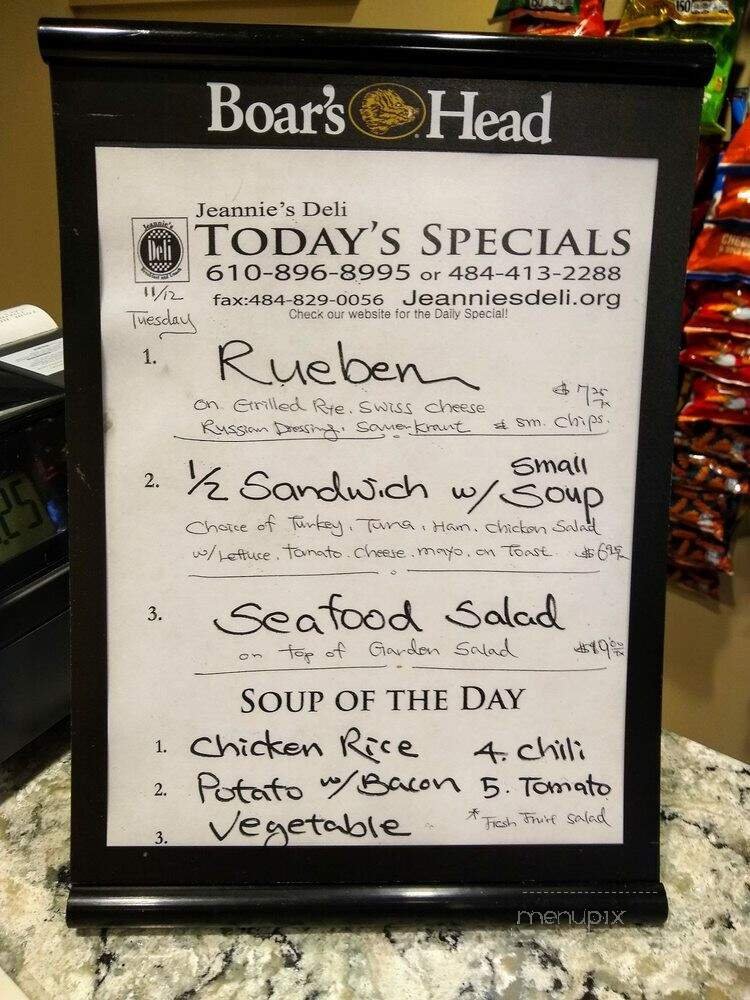 Boar's Head
Jeannie's Deli
Jeannie's
Deli
TODAY'S SPECIALS
610-896-8995 or 484-413-2288
11/12
fax:484-829-0056 Jeanniesdeli.org
Tuesday
Check our website for the Daily Special!
1. Rueben
on Grilled Rye. Swiss cheese $7.25 Tx
Russian Dressing. Sauerkraut & sm. chips.
2. 1/2 Sandwich w/ small Soup
Choice of Turkey, Tuna, Ham, Chicken Salad
w/Lettuce. tomato. cheese. mayo. on Toast
3. Seafood Salad
on top of Garden Salad
SOUP OF THE DAY
1. Chicken Rice 4. Chili
2. Potato w/Bacon 5. Tomato
3. Vegetable * Fresh Fruit salad
menupix